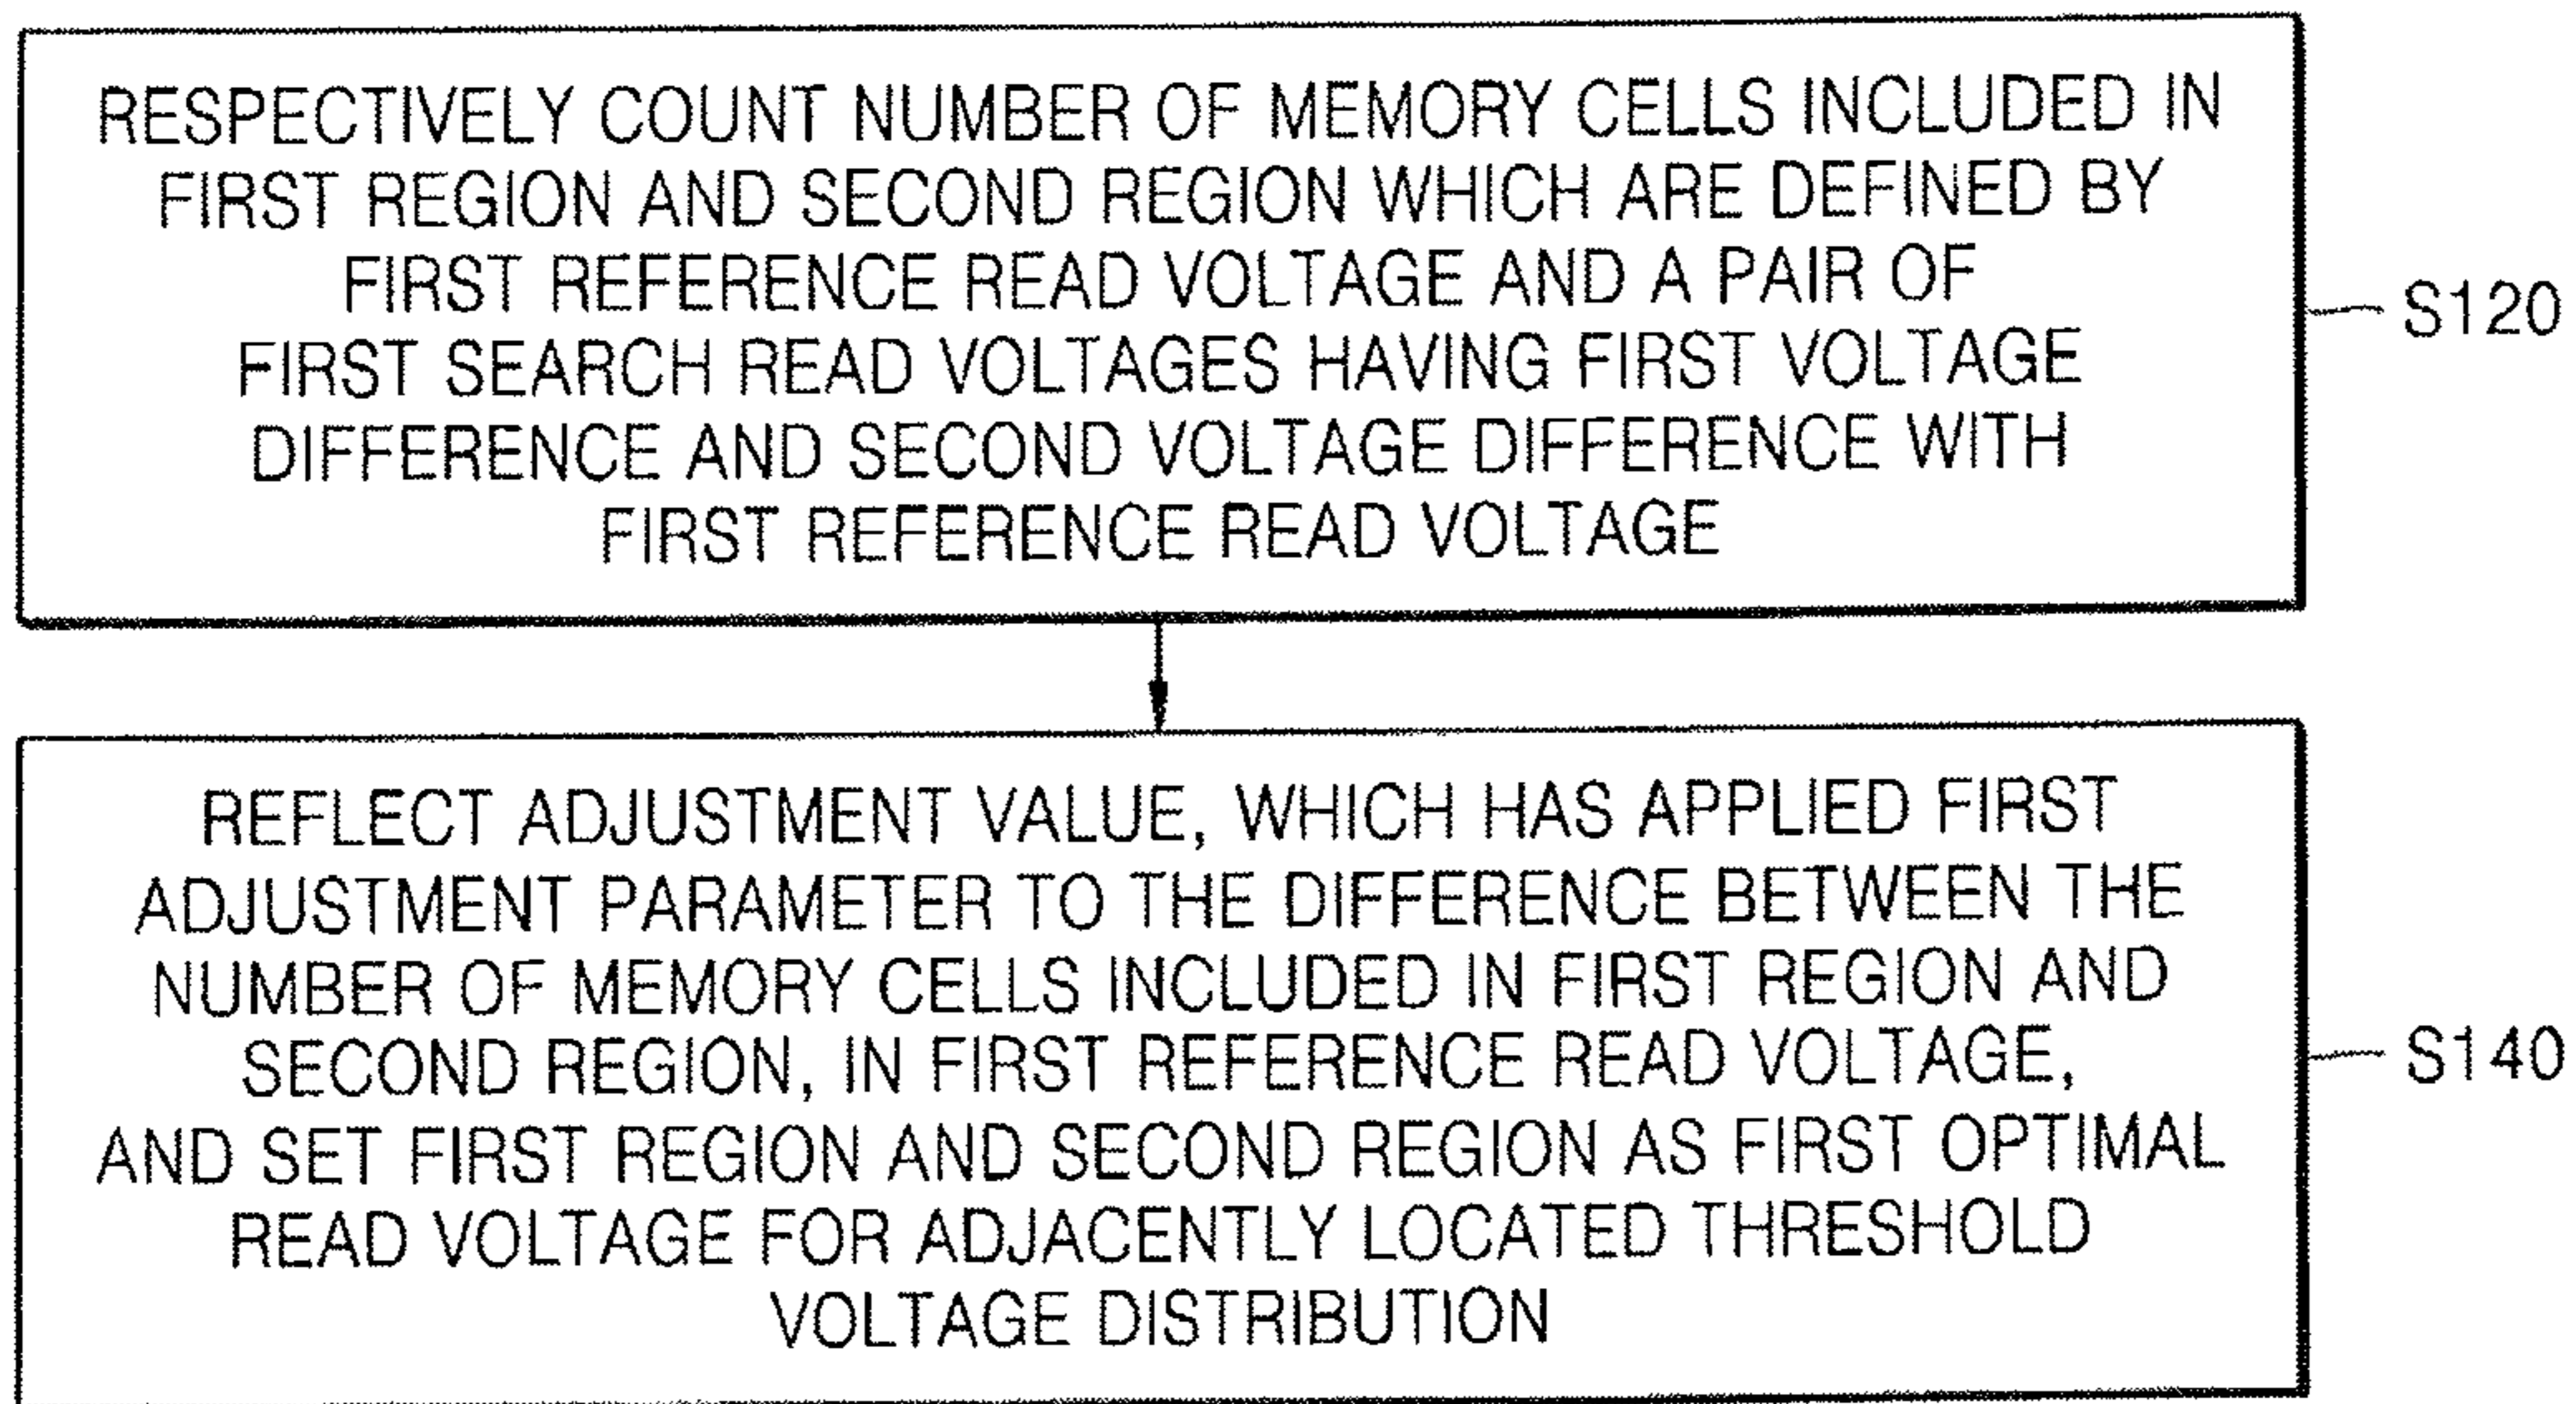 RESPECTIVELY COUNT NUMBER OF MEMORY CELLS INCLUDED IN
FIRST REGION AND SECOND REGION WHICH ARE DEFINED BY
FIRST REFERENCE READ VOLTAGE AND A PAIR OF
FIRST SEARCH READ VOLTAGES HAVING FIRST VOLTAGE
DIFFERENCE AND SECOND VOLTAGE DIFFERENCE WITH
FIRST REFERENCE READ VOLTAGE
S120
REFLECT ADJUSTMENT VALUE, WHICH HAS APPLIED FIRST
ADJUSTMENT PARAMETER TO THE DIFFERENCE BETWEEN THE
NUMBER OF MEMORY CELLS INCLUDED IN FIRST REGION AND
SECOND REGION, IN FIRST REFERENCE READ VOLTAGE,
AND SET FIRST REGION AND SECOND REGION AS FIRST OPTIMAL
READ VOLTAGE FOR ADJACENTLY LOCATED THRESHOLD
VOLTAGE DISTRIBUTION
S140